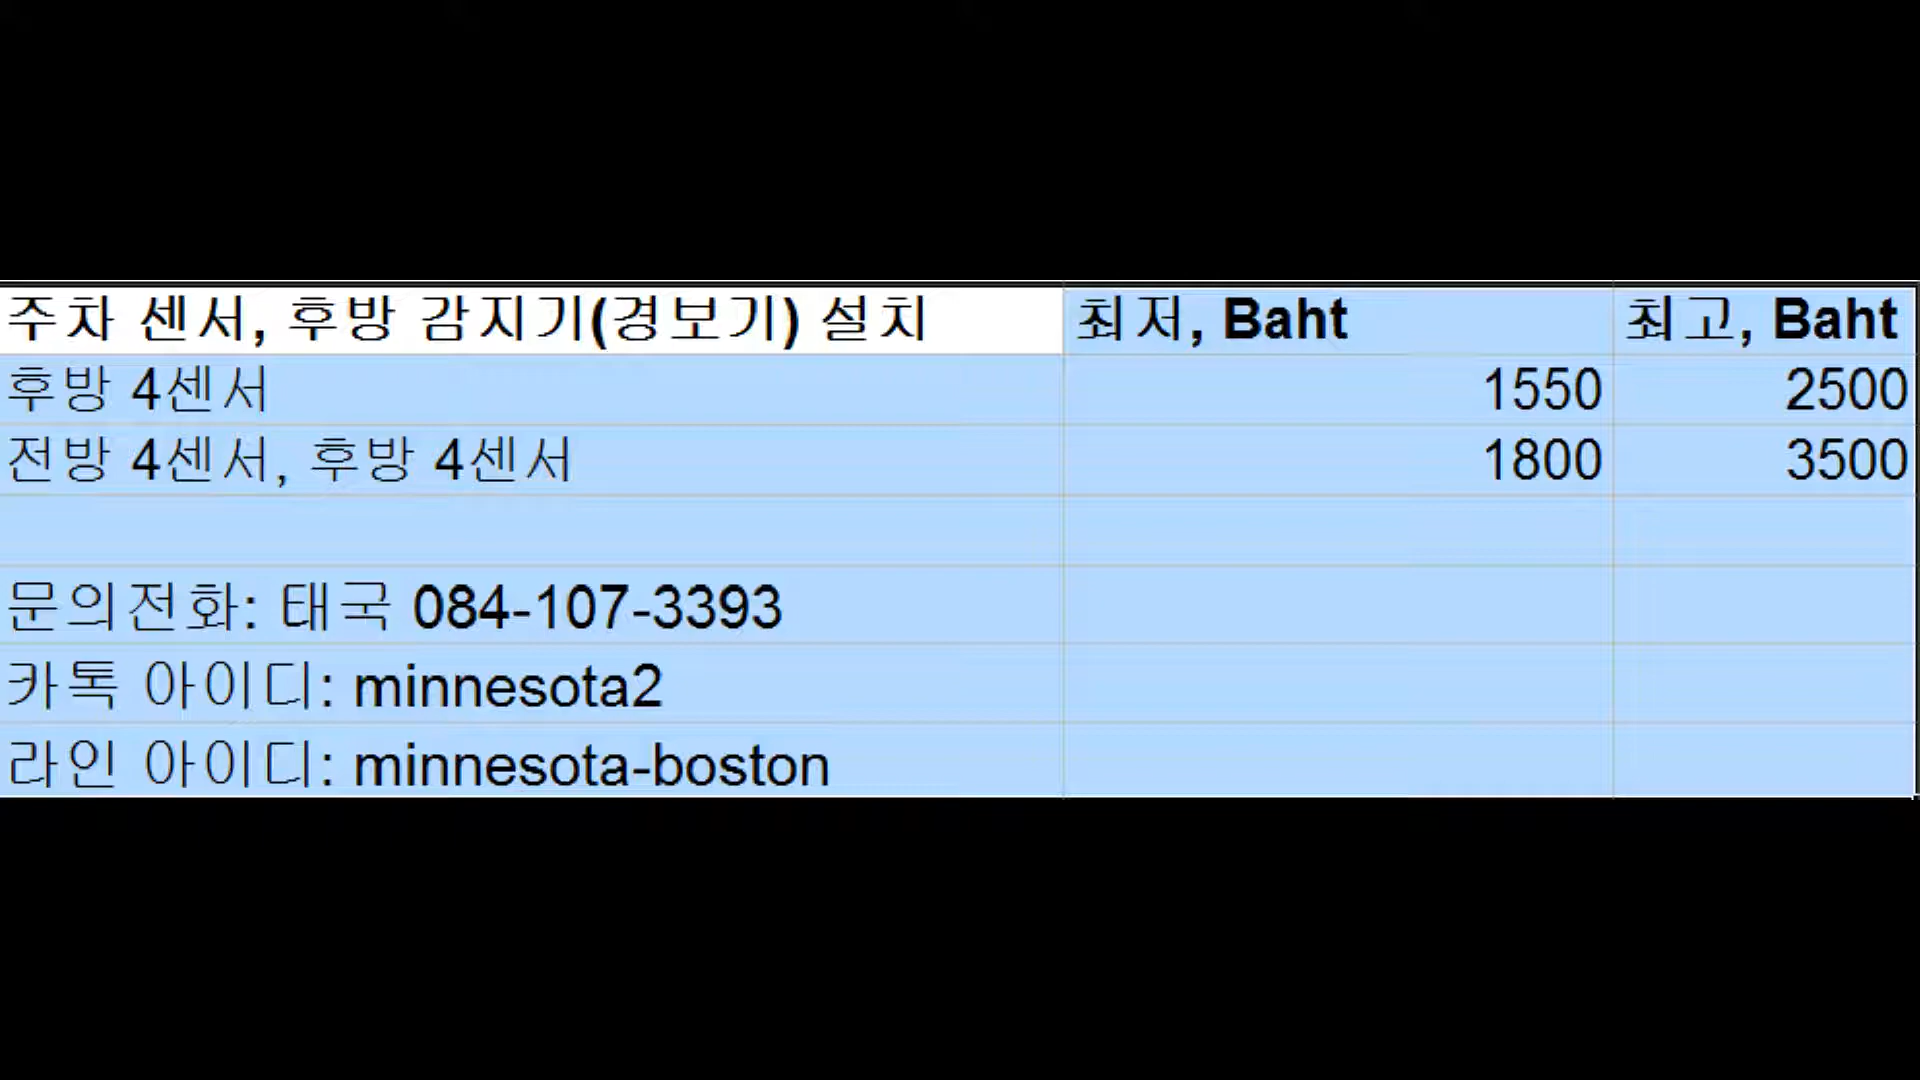 주차 센서, 후방 감지기(경보기) 설치 최저, Baht 최고, Baht
후방 4센서 1550 2500
전방 4센서, 후방 4센서 1800 3500
문의전화: 태국 084-107-3393
카톡 아이디: minnesota2
라인 아이디: minnesota-boston